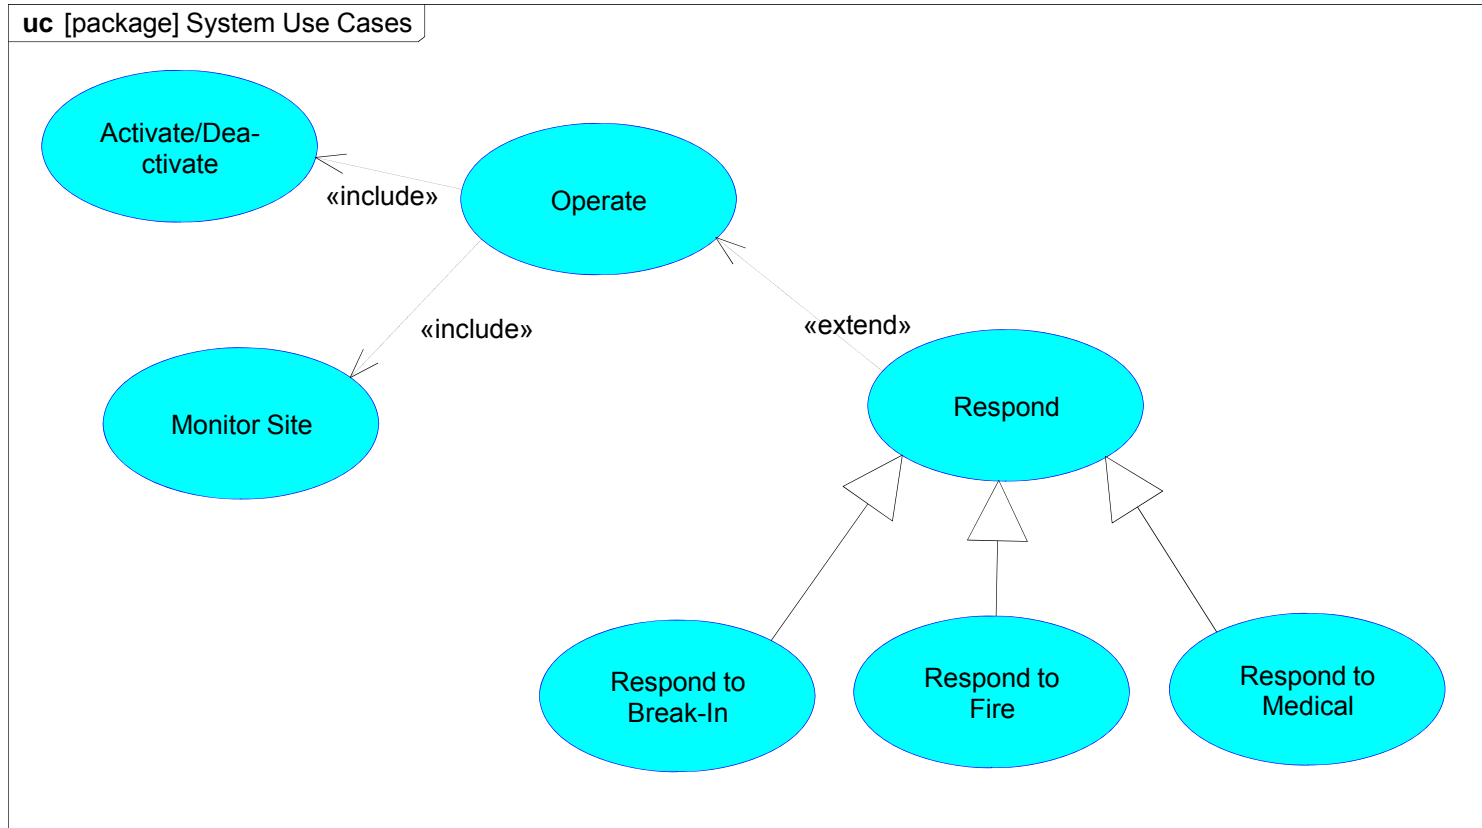 uc [package] System Use Cases
Activate/Dea-
ctivate
«include»
Operate
«include»
«extend»
Monitor Site
Respond
Respond to
Break-In
Respond to
Fire
Respond to
Medical